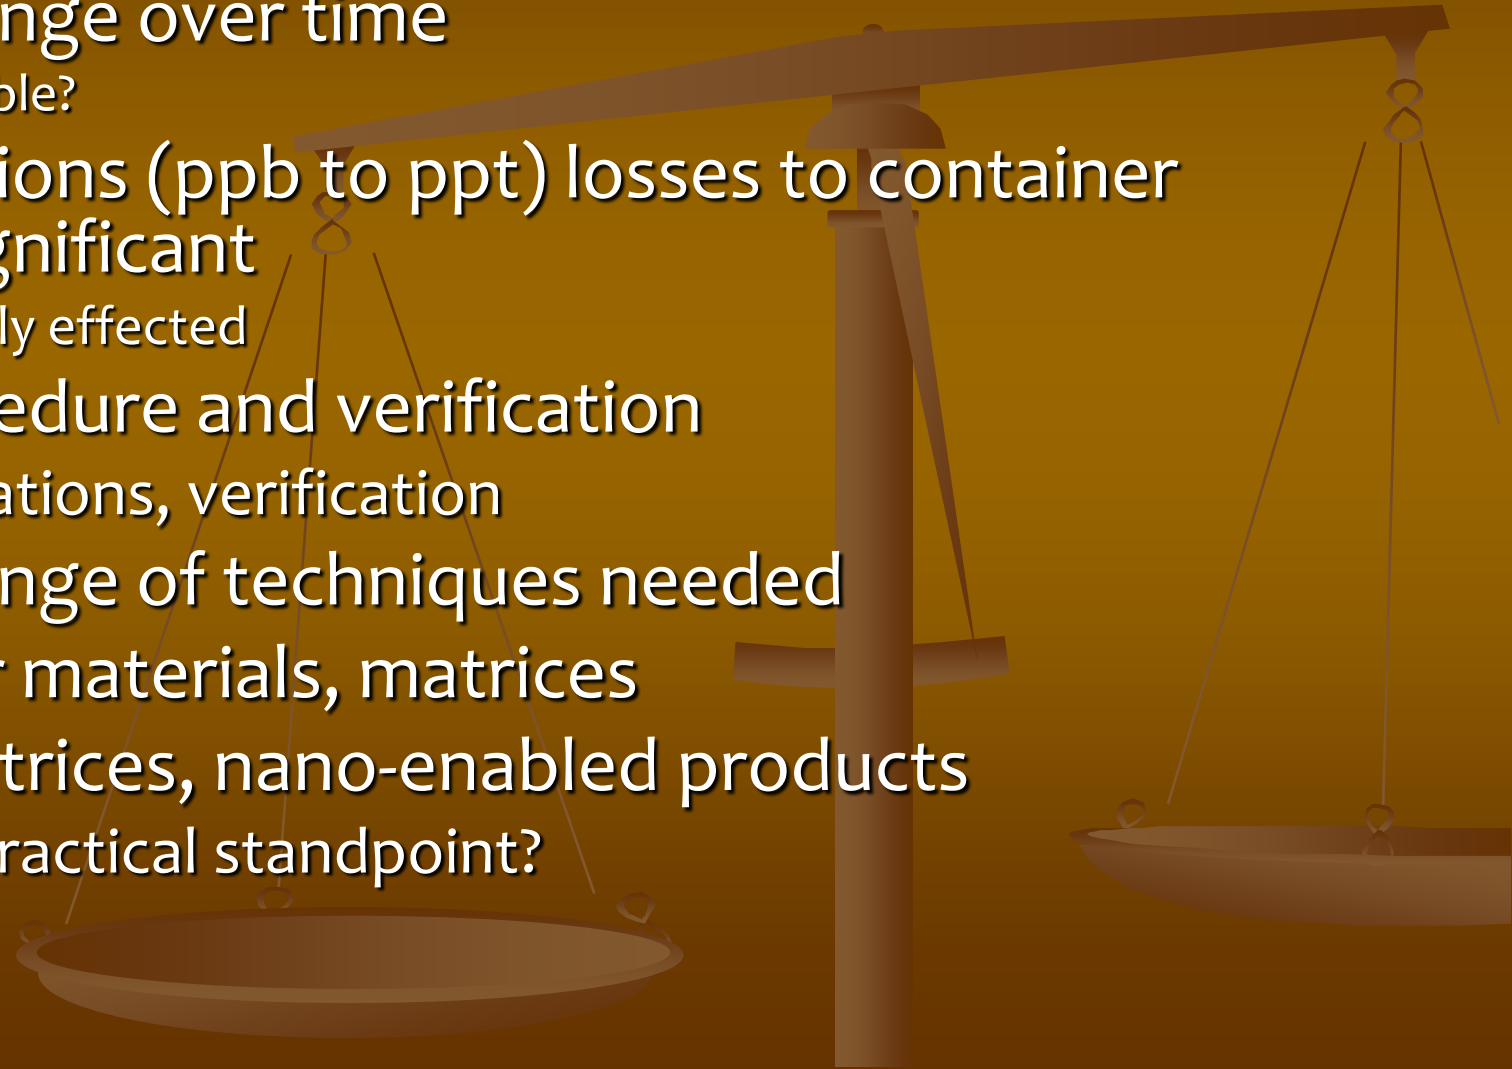 nge over time
ble?
ions (ppb to ppt) losses to container
gnificant
ly effected
edure and verification
ations, verification
nge of techniques needed
r materials, matrices
trices, nano-enabled products
ractical standpoint?